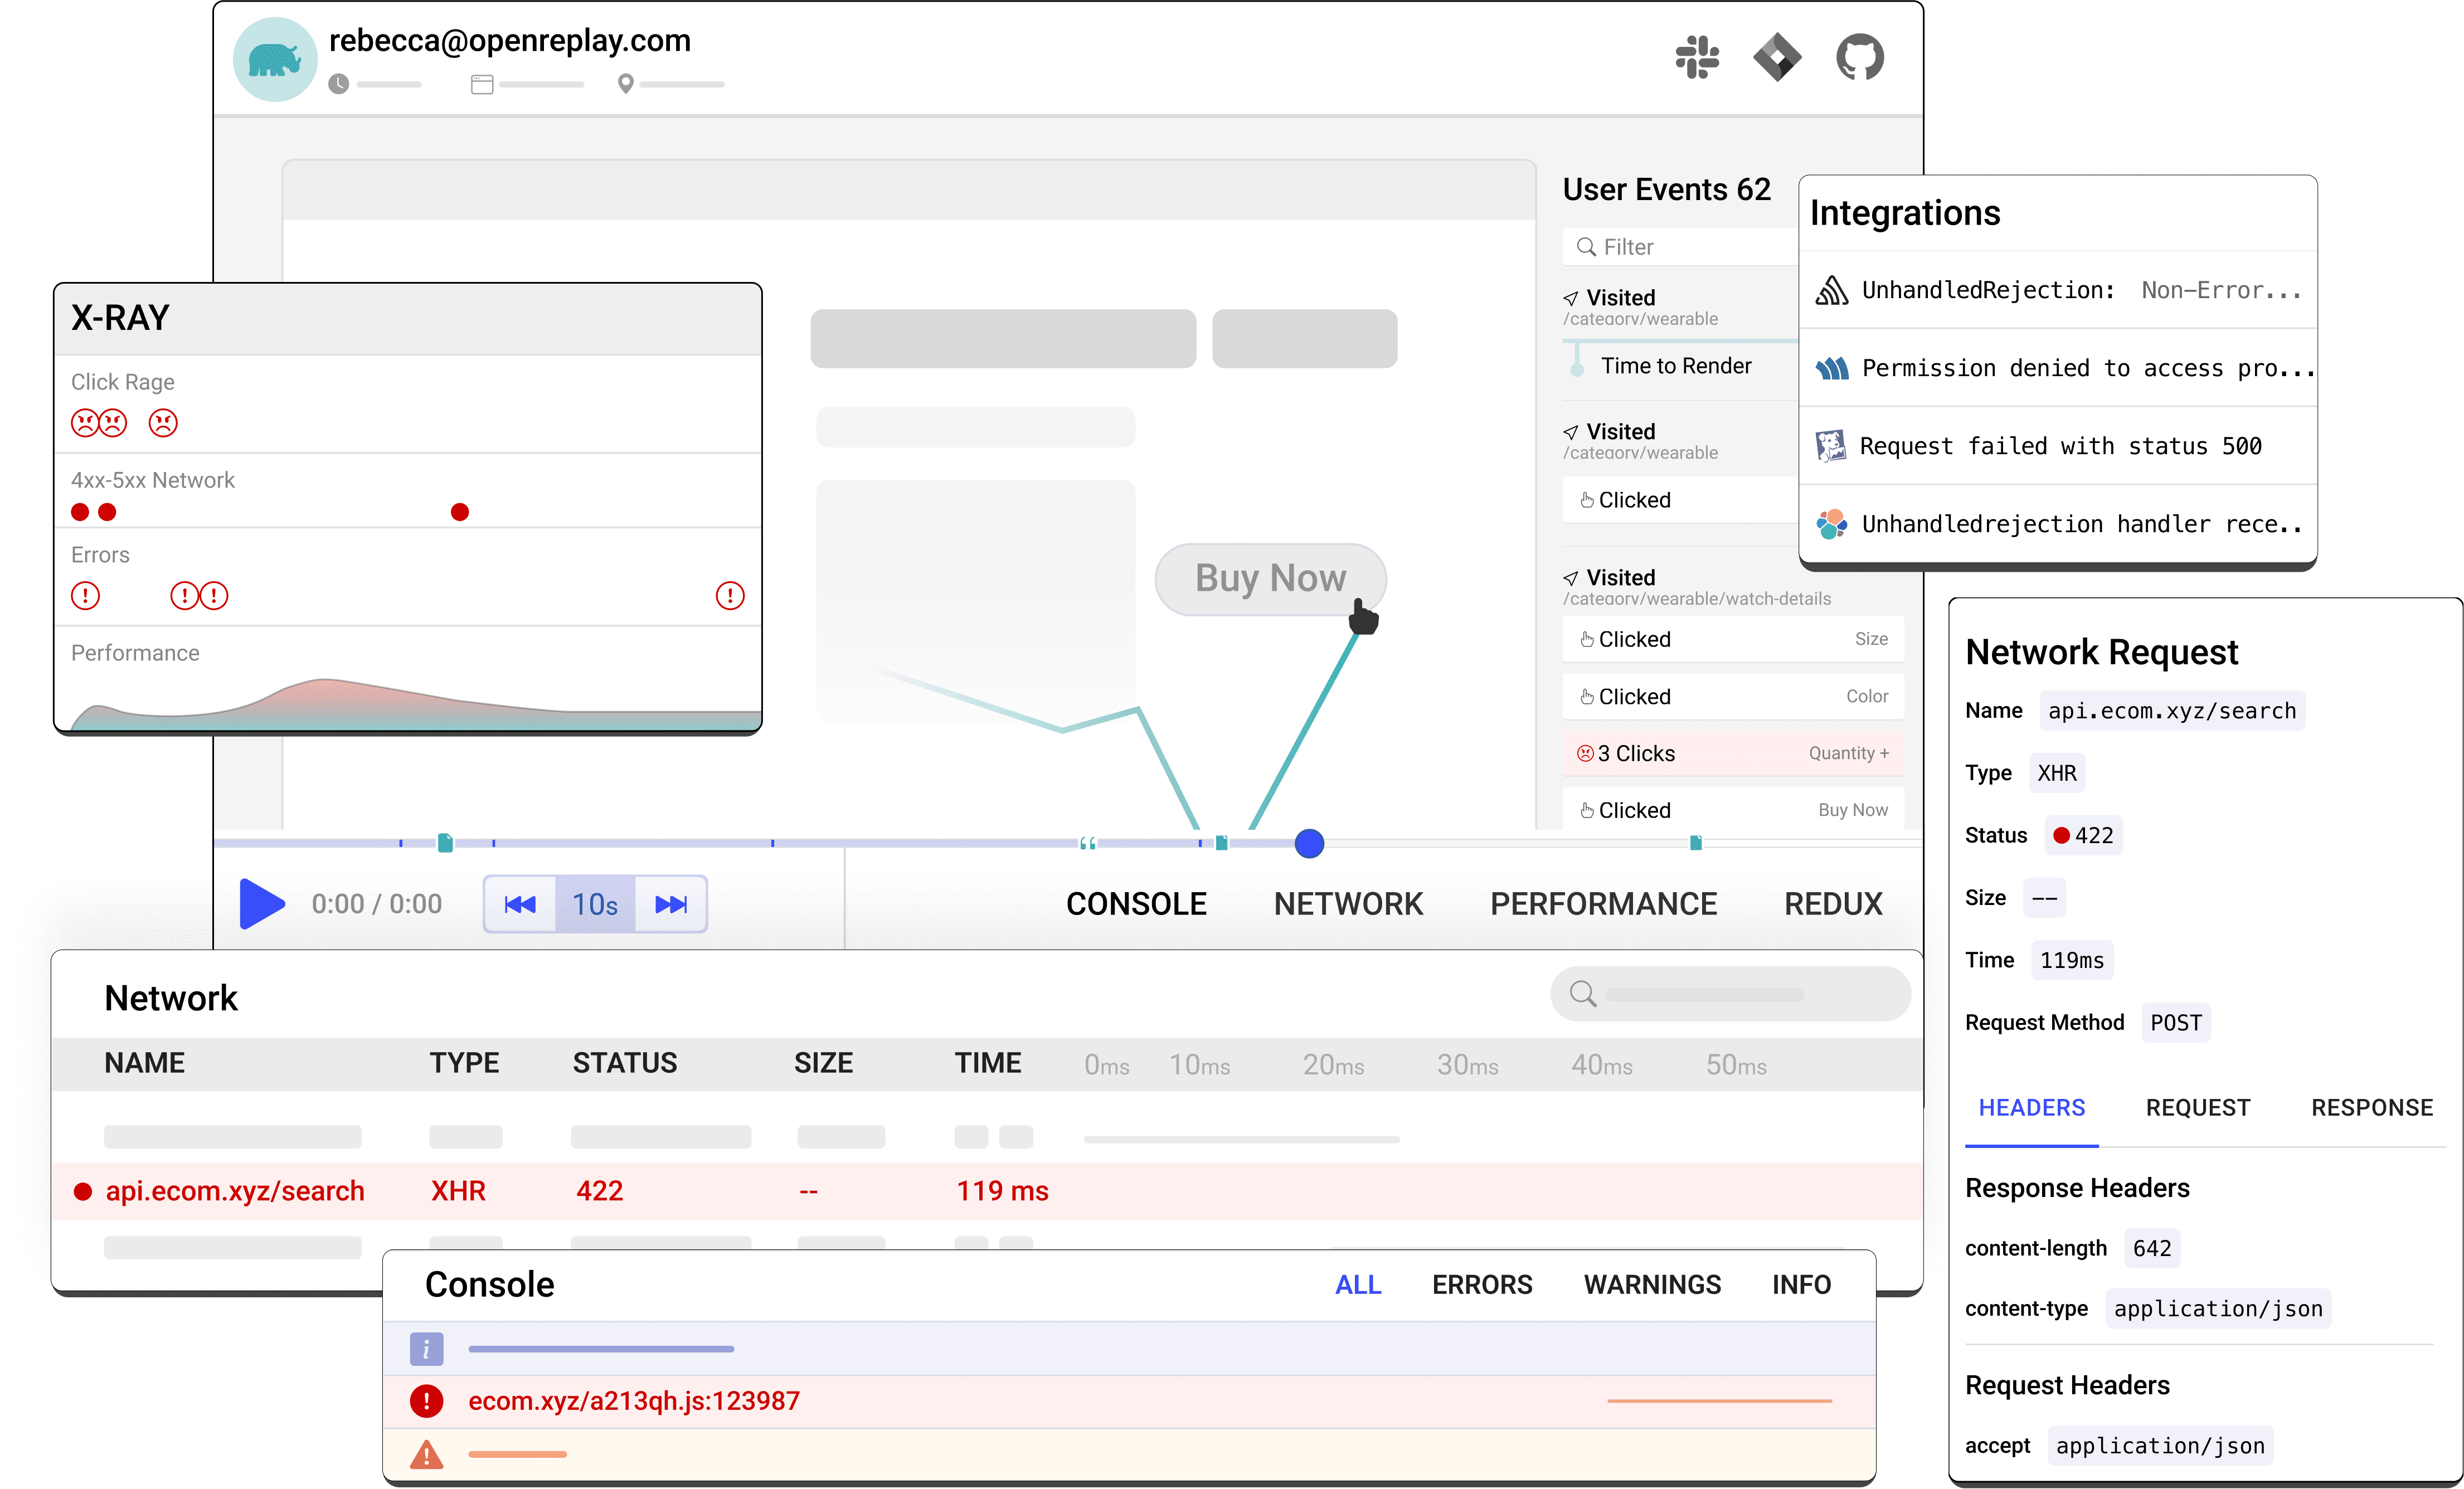 rebecca@openreplay.com
User Events 62
Filter
Visited
/category/wearable
Time to Render
Visited
/category/wearable
Clicked
Visited
/category/wearable/watch-details
Clicked Size
Clicked Color
3 Clicks Quantity +
Clicked Buy Now
Integrations
UnhandledRejection: Non-Error...
Permission denied to access pro...
Request failed with status 500
Unhandledrejection handler rece..
X-RAY
Click Rage
4xx-5xx Network
Errors
Performance
Buy Now
0:00 / 0:00
10s
CONSOLE NETWORK PERFORMANCE REDUX
Network
NAME TYPE STATUS SIZE TIME 0ms 10ms 20ms 30ms 40ms 50ms
api.ecom.xyz/search XHR 422 -- 119 ms
Console
ALL ERRORS WARNINGS INFO
ecom.xyz/a213qh.js:123987
Network Request
Name api.ecom.xyz/search
Type XHR
Status 422
Size --
Time 119ms
Request Method POST
HEADERS REQUEST RESPONSE
Response Headers
content-length 642
content-type application/json
Request Headers
accept application/json